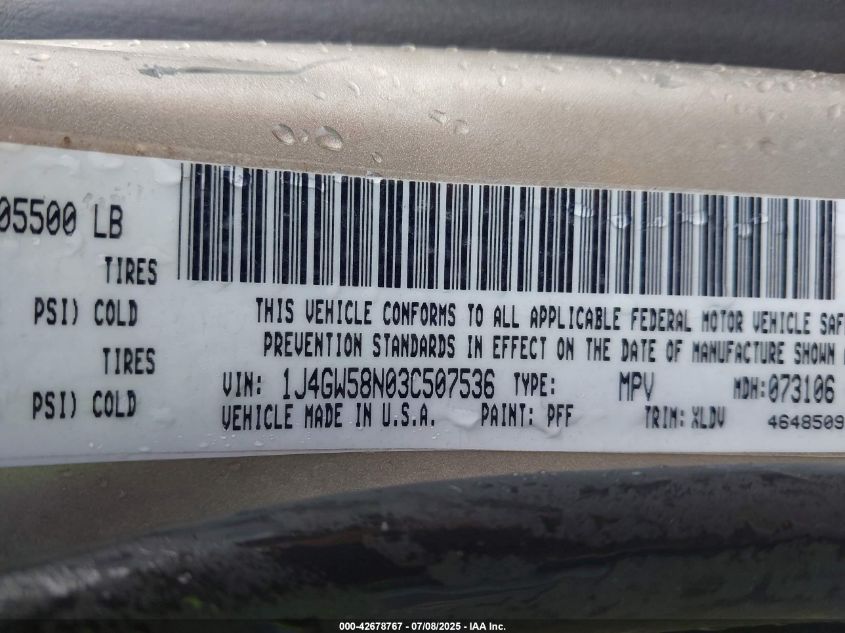 05500 LB
TIRES
PSI) COLD
TIRES
PSI) COLD
THIS VEHICLE CONFORMS TO ALL APPLICABLE FEDERAL MOTOR VEHICLE SAF
PREVENTION STANDARDS IN EFFECT ON THE DATE OF MANUFACTURE SHOWN
VIN: 1J4GW58N03C507536 TYPE: MPV MDH:073106
VEHICLE MADE IN U.S.A. PAINT: PFF TRIM: XLDV 4648509
000-42678767 - 07/08/2025 - IAA Inc.